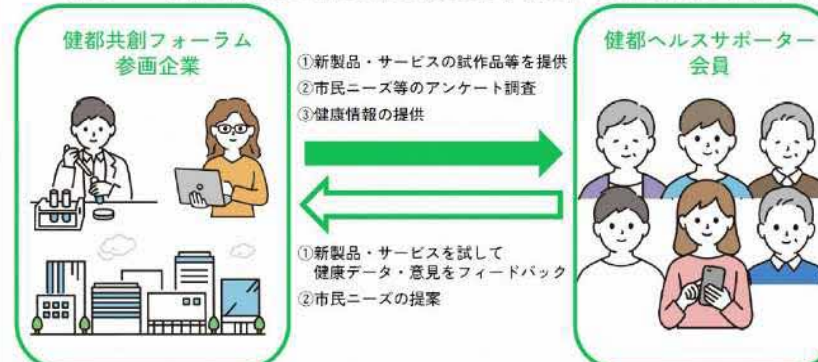 健都共創フォーラム
参画企業
①新製品・サービスの試作品等を提供
②市民ニーズ等のアンケート調査
③健康情報の提供
①新製品・サービスを試して
健康データ・意見をフィードバック
②市民ニーズの提案
健都ヘルスサポーター
会員